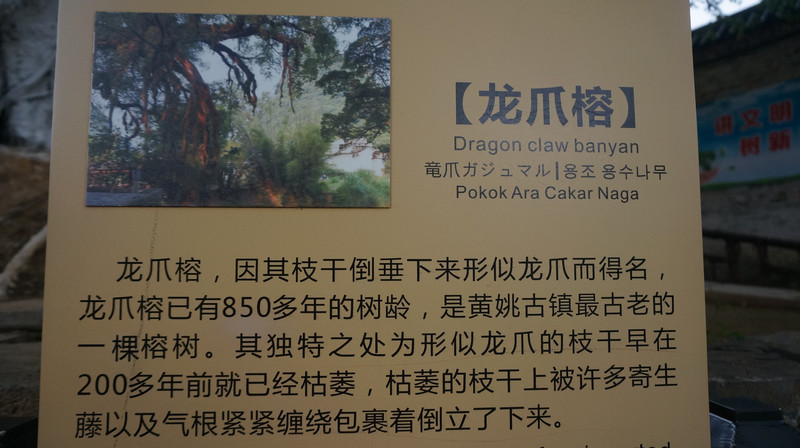 【龙爪榕】
Dragon claw banyan
竜爪ガジュマル|용조 용수나무
Pokok Ara Cakar Naga
龙爪榕，因其枝干倒垂下来形似龙爪而得名，
龙爪榕已有850多年的树龄，是黄姚古镇最古老的
一棵榕树。其独特之处为形似龙爪的枝干早在
200多年前就已经枯萎，枯萎的枝干上被许多寄生
藤以及气根紧紧缠绕包裹着倒立了下来。
讲文明
树新